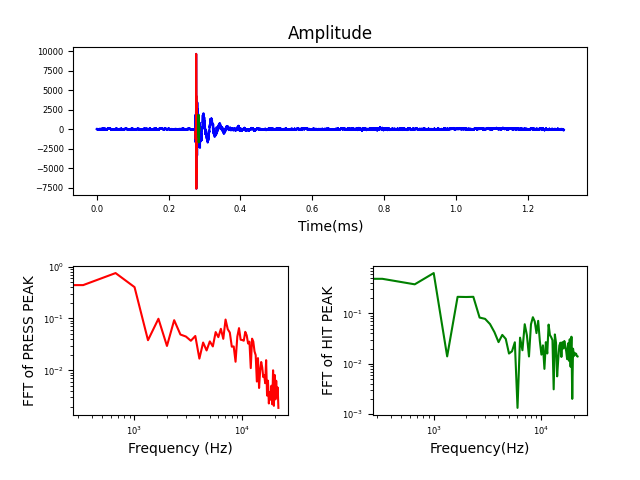 Amplitude
10000
7500
5000
2500
0
−2500
−5000
−7500
0.0 0.2 0.4 0.6 0.8 1.0 1.2
Time(ms)
FFT of PRESS PEAK
10⁰
10⁻¹
10⁻²
10³ 10⁴
Frequency (Hz)
FFT of HIT PEAK
10⁻¹
10⁻²
10⁻³
10³ 10⁴
Frequency(Hz)